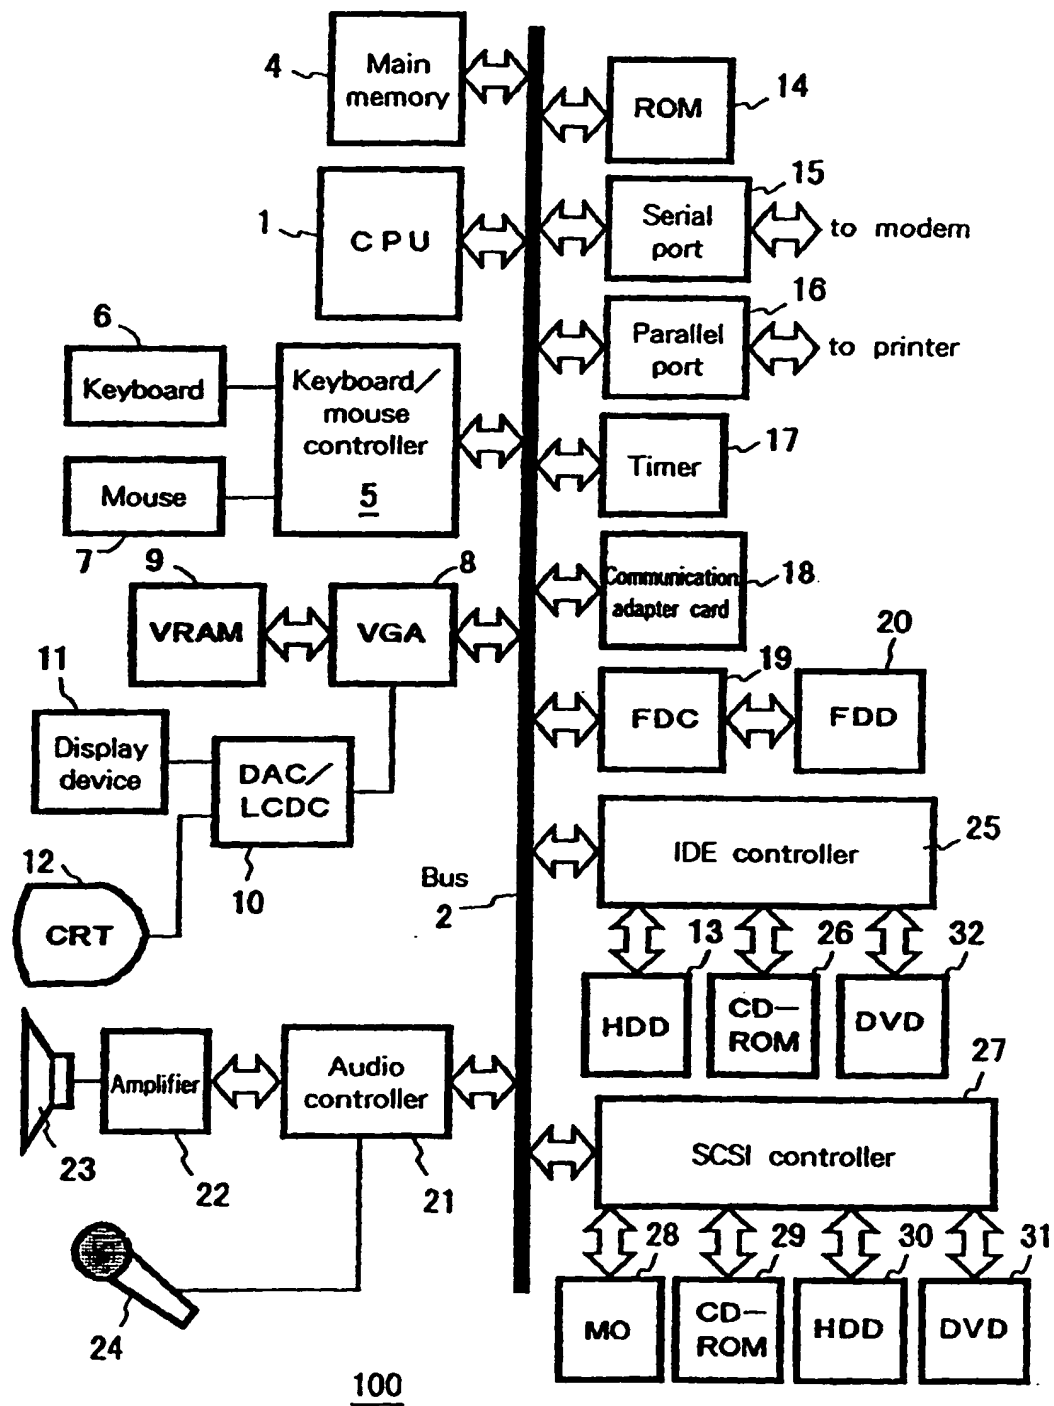 4
Main
memory
ROM
14
1
CPU
15
Serial
port
to modem
16
Parallel
port
to printer
6
Keyboard
Keyboard/
mouse
controller
5
Mouse
7
Timer
17
9
VRAM
8
VGA
Communication
adapter card
18
11
Display
device
DAC/
LCDC
10
19
FDC
20
FDD
12
CRT
Bus
2
IDE controller
25
13
HDD
26
CD-
ROM
32
DVD
23
Amplifier
22
Audio
controller
21
27
SCSI controller
24
28
MO
29
CD-
ROM
30
HDD
31
DVD
100